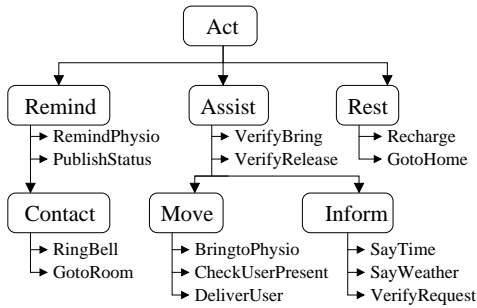 Act
Remind
Assist
Rest
RemindPhysio
PublishStatus
VerifyBring
VerifyRelease
Recharge
GotoHome
Contact
Move
Inform
RingBell
GotoRoom
BringtoPhysio
CheckUserPresent
DeliverUser
SayTime
SayWeather
VerifyRequest